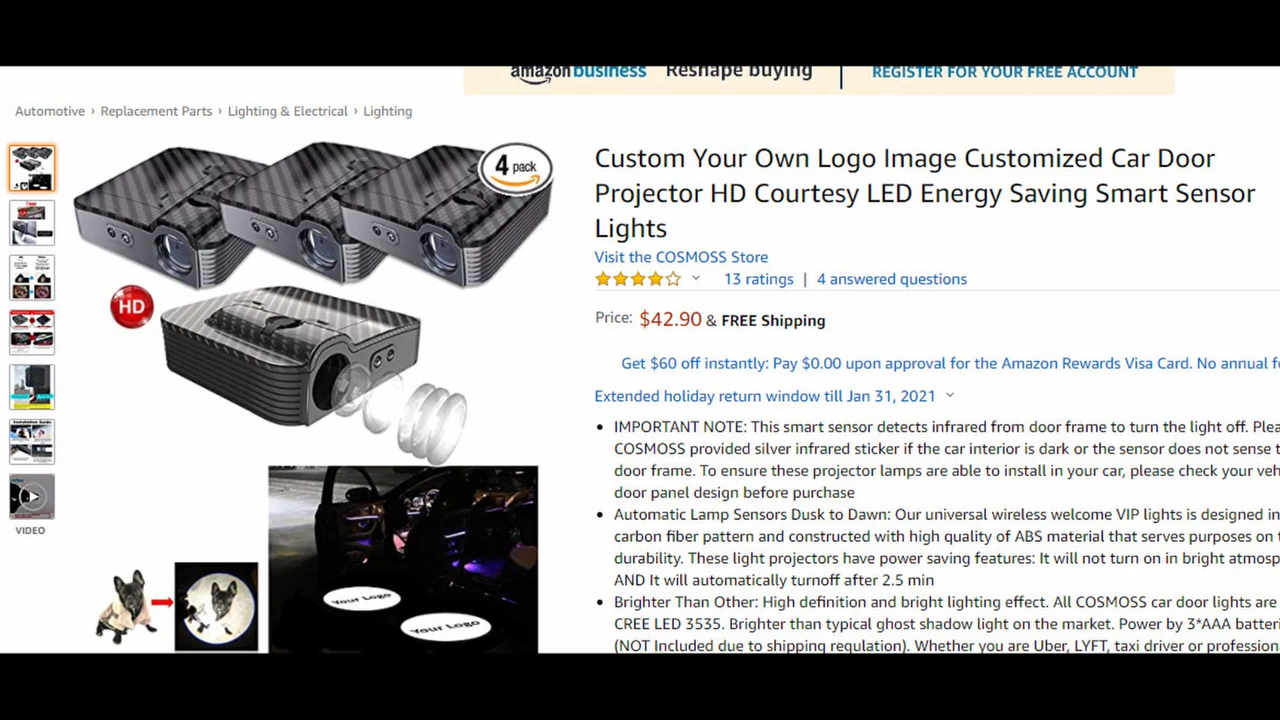 amazonbusiness Reshape buying REGISTER FOR YOUR FREE ACCOUNT
Automotive › Replacement Parts › Lighting & Electrical › Lighting
4 pack
HD
Your Logo
Your Logo
VIDEO
Custom Your Own Logo Image Customized Car Door
Projector HD Courtesy LED Energy Saving Smart Sensor
Lights
Visit the COSMOSS Store
13 ratings | 4 answered questions
Price: $42.90 & FREE Shipping
Get $60 off instantly: Pay $0.00 upon approval for the Amazon Rewards Visa Card. No annual f
Extended holiday return window till Jan 31, 2021
• IMPORTANT NOTE: This smart sensor detects infrared from door frame to turn the light off. Plea
COSMOSS provided silver infrared sticker if the car interior is dark or the sensor does not sense t
door frame. To ensure these projector lamps are able to install in your car, please check your veh
door panel design before purchase
• Automatic Lamp Sensors Dusk to Dawn: Our universal wireless welcome VIP lights is designed in
carbon fiber pattern and constructed with high quality of ABS material that serves purposes on t
durability. These light projectors have power saving features: It will not turn on in bright atmosp
AND It will automatically turnoff after 2.5 min
• Brighter Than Other: High definition and bright lighting effect. All COSMOSS car door lights are
CREE LED 3535. Brighter than typical ghost shadow light on the market. Power by 3*AAA batteri
(NOT Included due to shipping regulation). Whether you are Uber, LYFT, taxi driver or profession